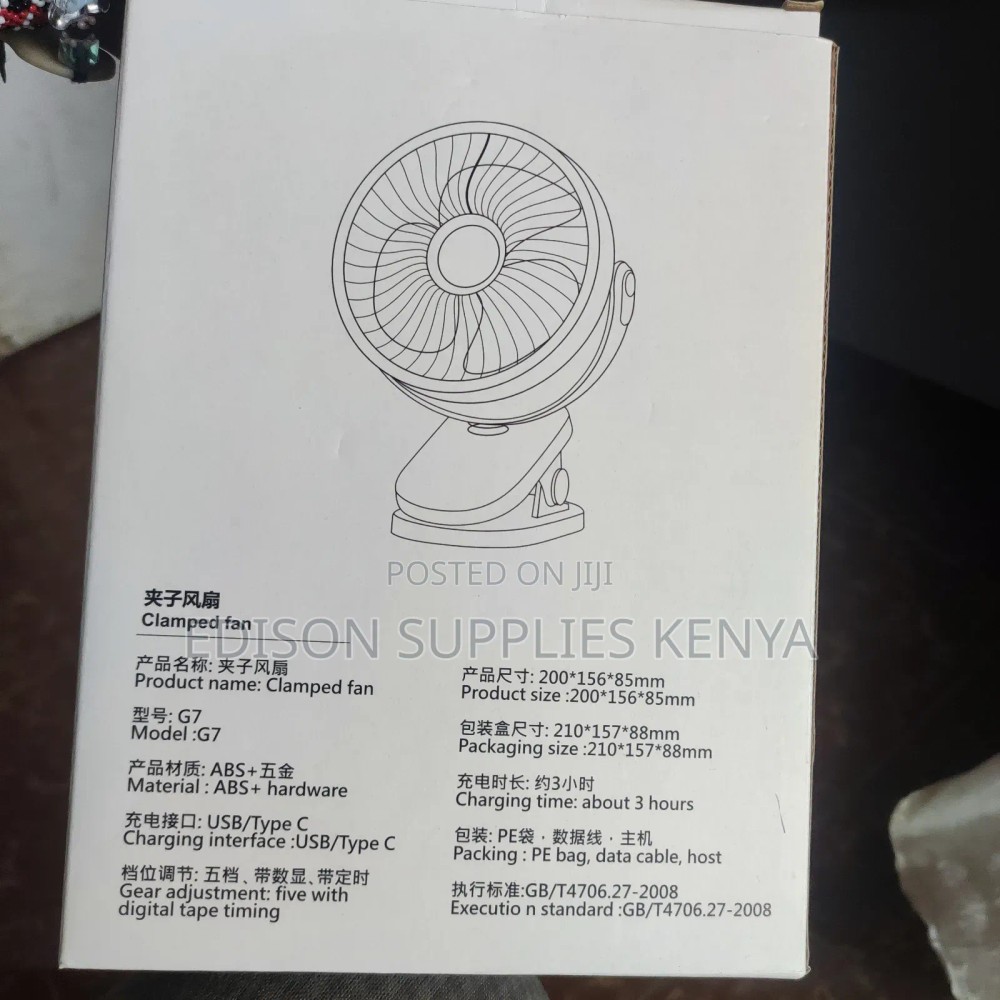 POSTED ON JIJI
夹子风扇
Clamped fan
EDISON SUPPLIES KENYA
产品名称: 夹子风扇
Product name: Clamped fan
型号: G7
Model :G7
产品材质: ABS+五金
Material : ABS+ hardware
充电接口: USB/Type C
Charging interface :USB/Type C
档位调节: 五档、带数显、带定时
Gear adjustment: five with
digital tape timing
产品尺寸: 200*156*85mm
Product size :200*156*85mm
包装盒尺寸: 210*157*88mm
Packaging size :210*157*88mm
充电时长: 约3小时
Charging time: about 3 hours
包装: PE袋 · 数据线 · 主机
Packing : PE bag, data cable, host
执行标准:GB/T4706.27-2008
Executio n standard :GB/T4706.27-2008